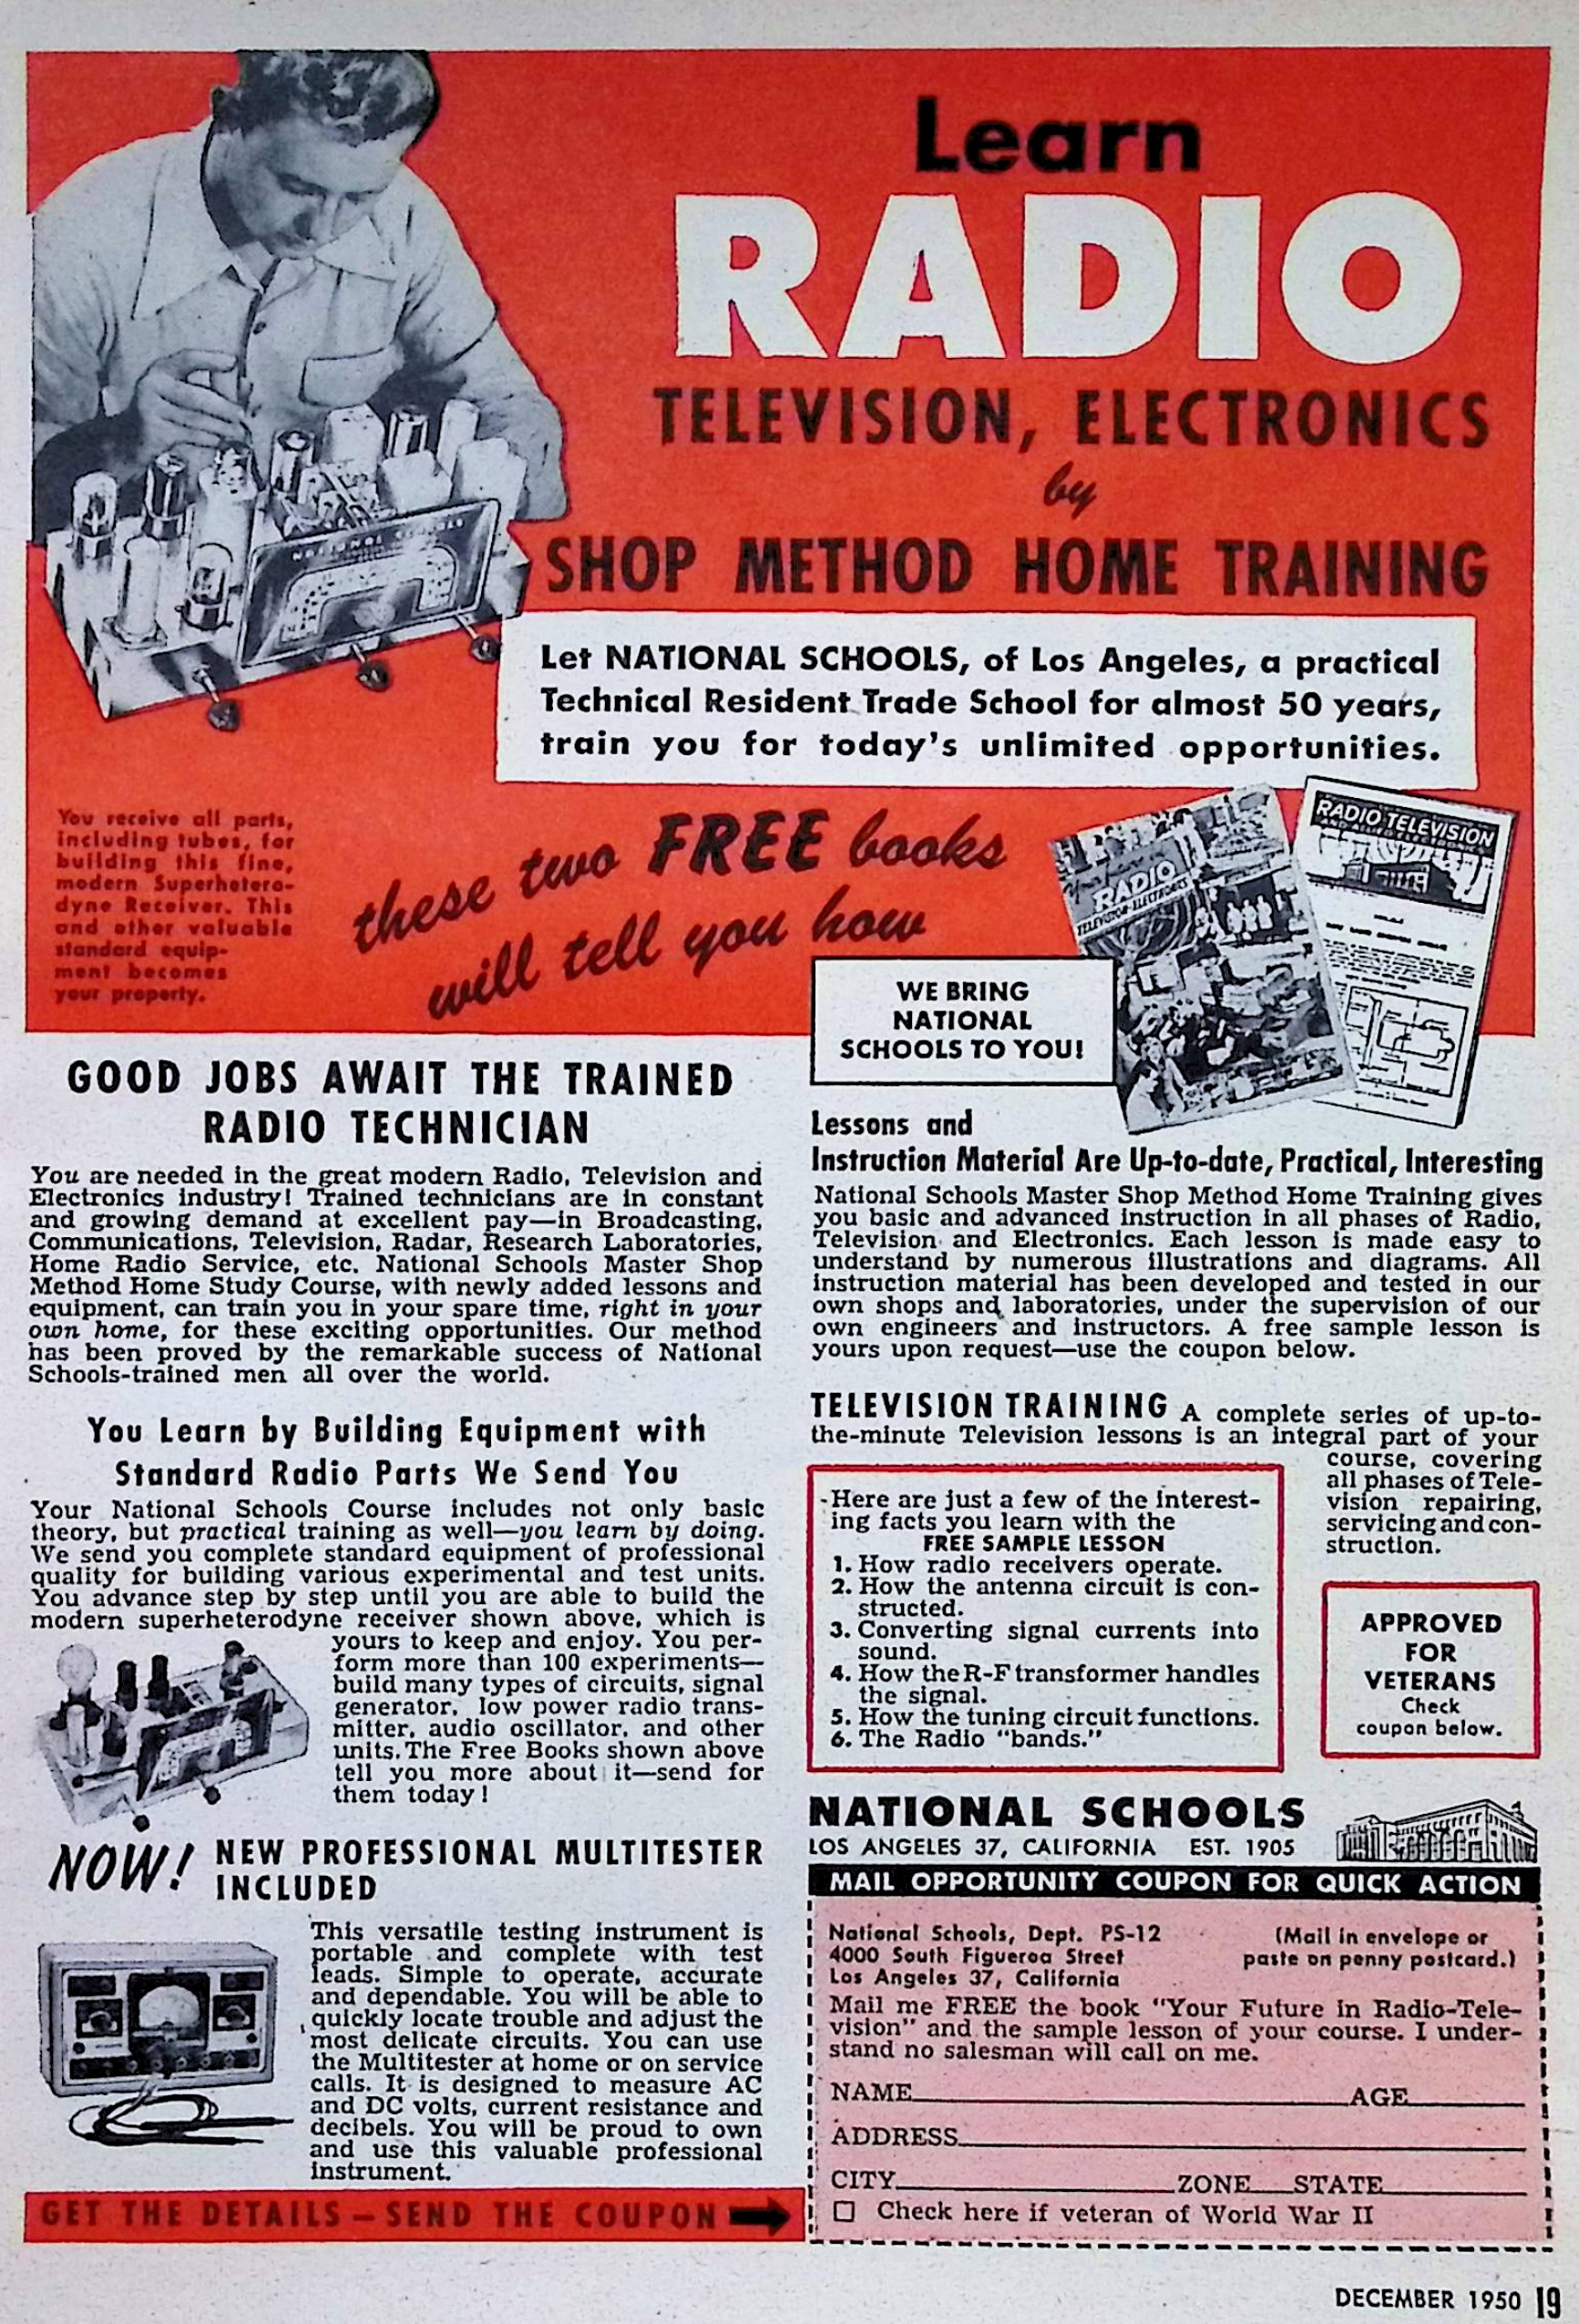 Learn
RADIO
TELEVISION, ELECTRONICS
by
SHOP METHOD HOME TRAINING
NATIONAL SCHOOLS
Let NATIONAL SCHOOLS, of Los Angeles, a practical
Technical Resident Trade School for almost 50 years,
train you for today's unlimited opportunities.
You receive all parts,
including tubes, for
building this fine,
modern Superhetero-
dyne Receiver. This
and other valuable
standard equip-
ment becomes
your property.
these two FREE books
will tell you how
RADIO
TELEVISION-ELECTRONICS
RADIO TELEVISION
WE BRING
NATIONAL
SCHOOLS TO YOU!
GOOD JOBS AWAIT THE TRAINED
RADIO TECHNICIAN
You are needed in the great modern Radio, Television and
Electronics industry! Trained technicians are in constant
and growing demand at excellent pay—in Broadcasting,
Communications, Television, Radar, Research Laboratories,
Home Radio Service, etc. National Schools Master Shop
Method Home Study Course, with newly added lessons and
equipment, can train you in your spare time, right in your
own home, for these exciting opportunities. Our method
has been proved by the remarkable success of National
Schools-trained men all over the world.
You Learn by Building Equipment with
Standard Radio Parts We Send You
Your National Schools Course includes not only basic
theory, but practical training as well—you learn by doing.
We send you complete standard equipment of professional
quality for building various experimental and test units.
You advance step by step until you are able to build the
modern superheterodyne receiver shown above, which is
yours to keep and enjoy. You per-
form more than 100 experiments—
build many types of circuits, signal
generator, low power radio trans-
mitter, audio oscillator, and other
units. The Free Books shown above
tell you more about it—send for
them today!
NOW! NEW PROFESSIONAL MULTITESTER
INCLUDED
This versatile testing instrument is
portable and complete with test
leads. Simple to operate, accurate
and dependable. You will be able to
quickly locate trouble and adjust the
most delicate circuits. You can use
the Multitester at home or on service
calls. It is designed to measure AC
and DC volts, current resistance and
decibels. You will be proud to own
and use this valuable professional
instrument.
GET THE DETAILS – SEND THE COUPON
Lessons and
Instruction Material Are Up-to-date, Practical, Interesting
National Schools Master Shop Method Home Training gives
you basic and advanced instruction in all phases of Radio,
Television and Electronics. Each lesson is made easy to
understand by numerous illustrations and diagrams. All
instruction material has been developed and tested in our
own shops and laboratories, under the supervision of our
own engineers and instructors. A free sample lesson is
yours upon request—use the coupon below.
TELEVISION TRAINING A complete series of up-to-
the-minute Television lessons is an integral part of your
course, covering
all phases of Tele-
vision repairing,
servicing and con-
struction.
Here are just a few of the interest-
ing facts you learn with the
FREE SAMPLE LESSON
1. How radio receivers operate.
2. How the antenna circuit is con-
structed.
3. Converting signal currents into
sound.
4. How the R-F transformer handles
the signal.
5. How the tuning circuit functions.
6. The Radio "bands."
APPROVED
FOR
VETERANS
Check
coupon below.
NATIONAL SCHOOLS
LOS ANGELES 37, CALIFORNIA EST. 1905
MAIL OPPORTUNITY COUPON FOR QUICK ACTION
National Schools, Dept. PS-12 (Mail in envelope or
4000 South Figueroa Street paste on penny postcard.)
Los Angeles 37, California
Mail me FREE the book "Your Future in Radio-Tele-
vision" and the sample lesson of your course. I under-
stand no salesman will call on me.
NAME AGE
ADDRESS
CITY ZONE STATE
Check here if veteran of World War II
DECEMBER 1950 19